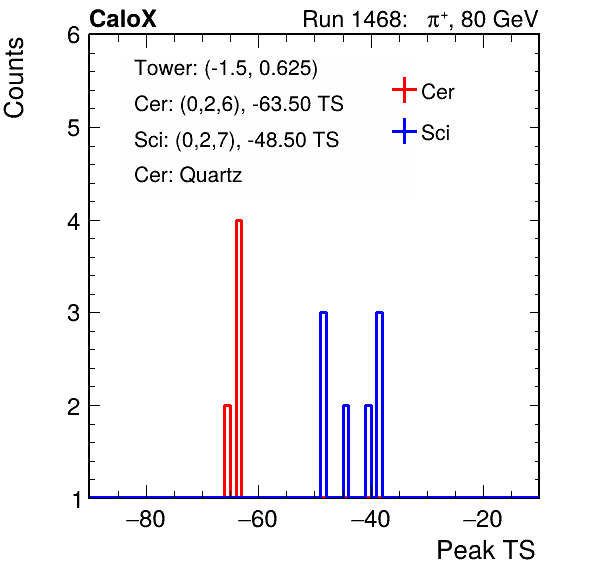 CaloX Run 1468: π⁺, 80 GeV
Counts
Tower: (-1.5, 0.625)
Cer: (0,2,6), -63.50 TS
Sci: (0,2,7), -48.50 TS
Cer: Quartz
Cer
Sci
6
5
4
3
2
1
−80 −60 −40 −20
Peak TS